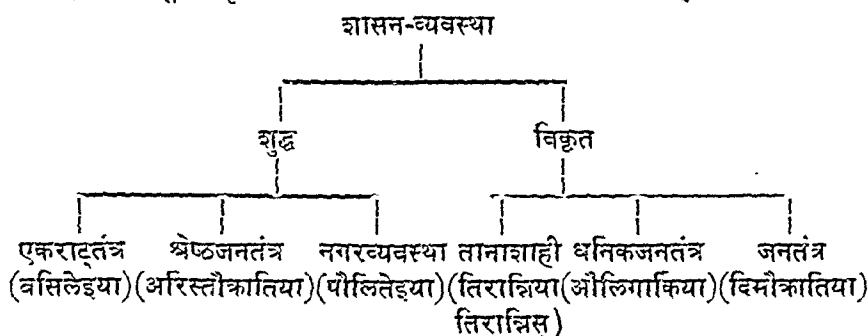 शासन-व्यवस्था
शुद्ध विकृत
एकराट्तंत्र श्रेष्ठजनतंत्र नगरव्यवस्था तानाशाही धनिकजनतंत्र जनतंत्र
(वसिलेइया) (अरिस्तौक्रातिया) (पौलितेइया) (तिरान्निया (औलिगार्किया) (दिमौक्रातिया)
तिरान्निस)